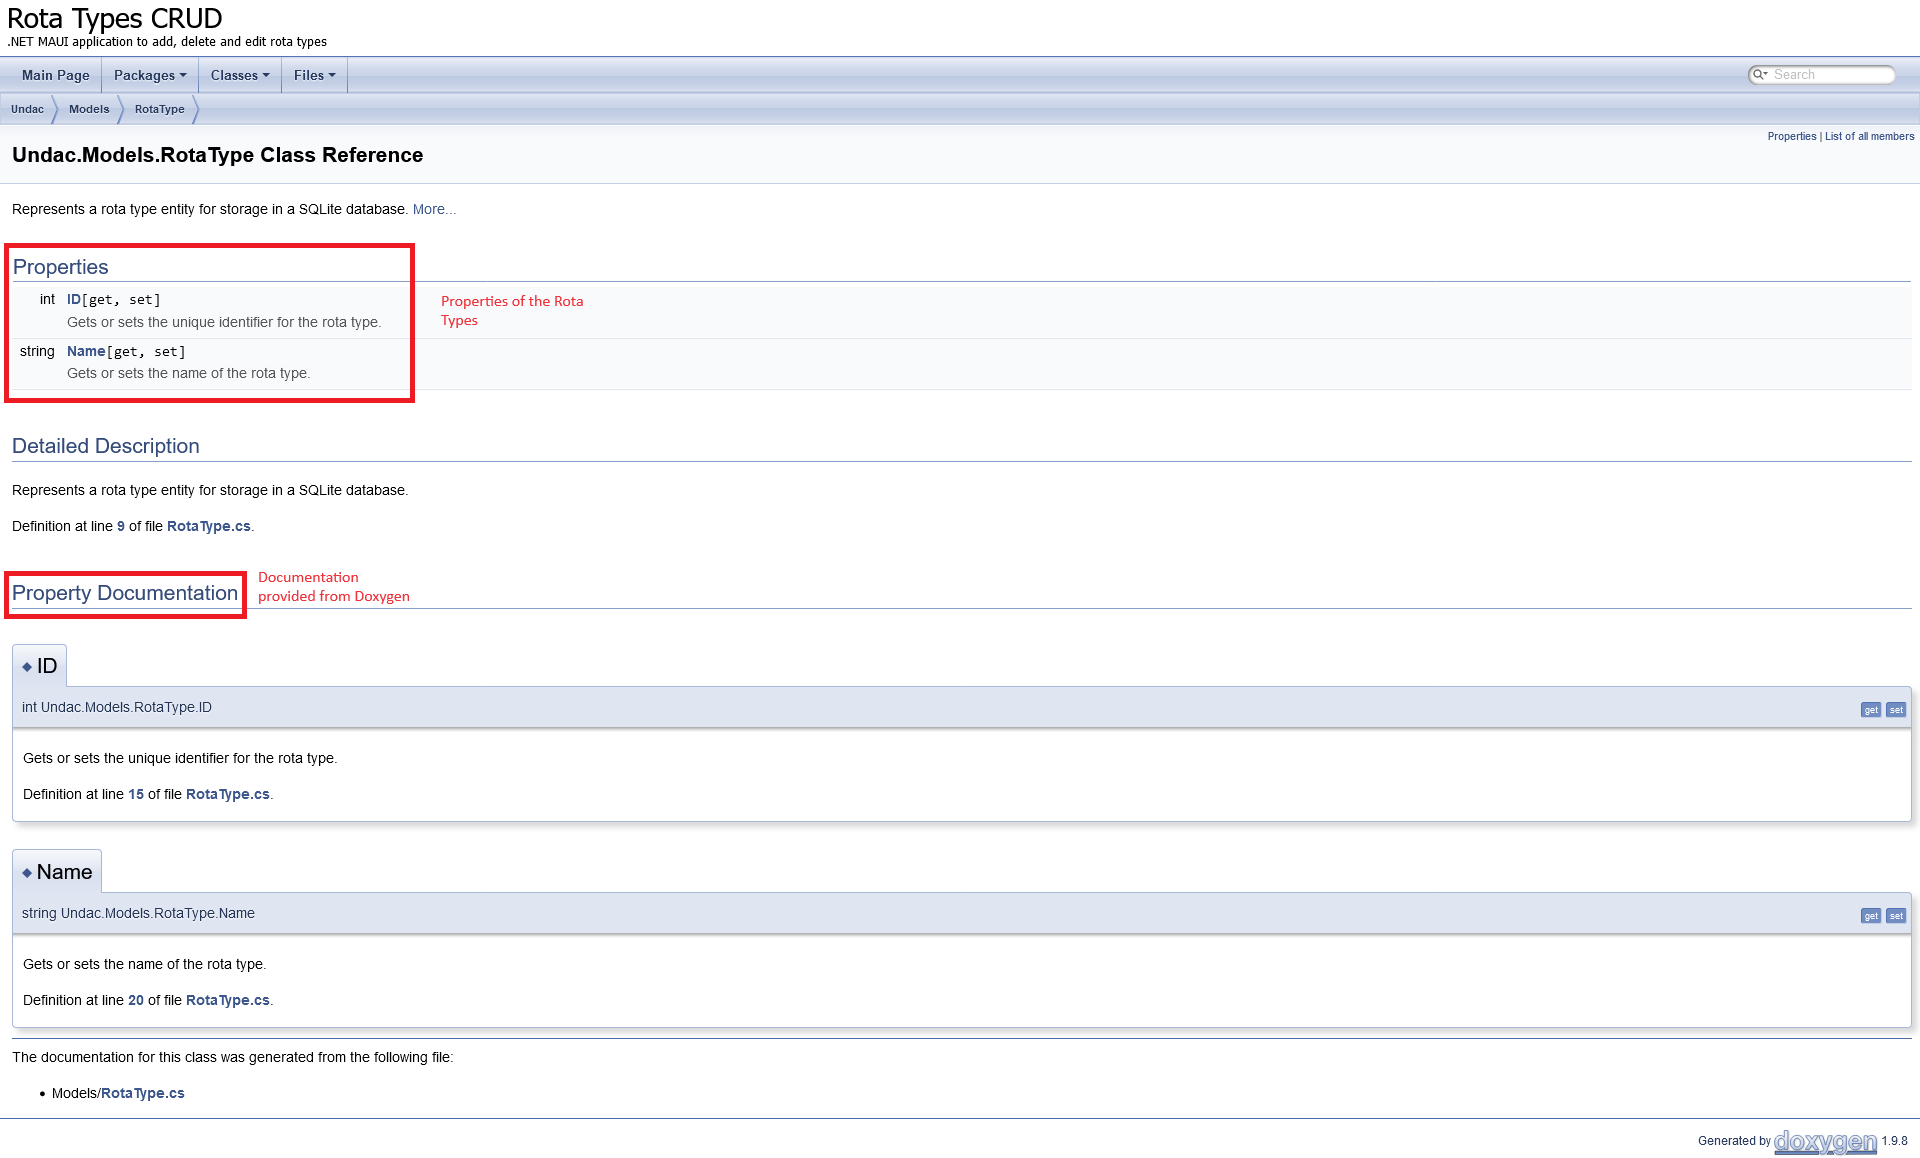 Rota Types CRUD
.NET MAUI application to add, delete and edit rota types
Main Page Packages Classes Files Search
Undac Models RotaType
Properties | List of all members
Undac.Models.RotaType Class Reference
Represents a rota type entity for storage in a SQLite database. More...
Properties
int ID[get, set]
Gets or sets the unique identifier for the rota type.
Properties of the Rota
Types
string Name[get, set]
Gets or sets the name of the rota type.
Detailed Description
Represents a rota type entity for storage in a SQLite database.
Definition at line 9 of file RotaType.cs.
Property Documentation
Documentation
provided from Doxygen
◆ ID
int Undac.Models.RotaType.ID get set
Gets or sets the unique identifier for the rota type.
Definition at line 15 of file RotaType.cs.
◆ Name
string Undac.Models.RotaType.Name get set
Gets or sets the name of the rota type.
Definition at line 20 of file RotaType.cs.
The documentation for this class was generated from the following file:
• Models/RotaType.cs
Generated by doxygen 1.9.8